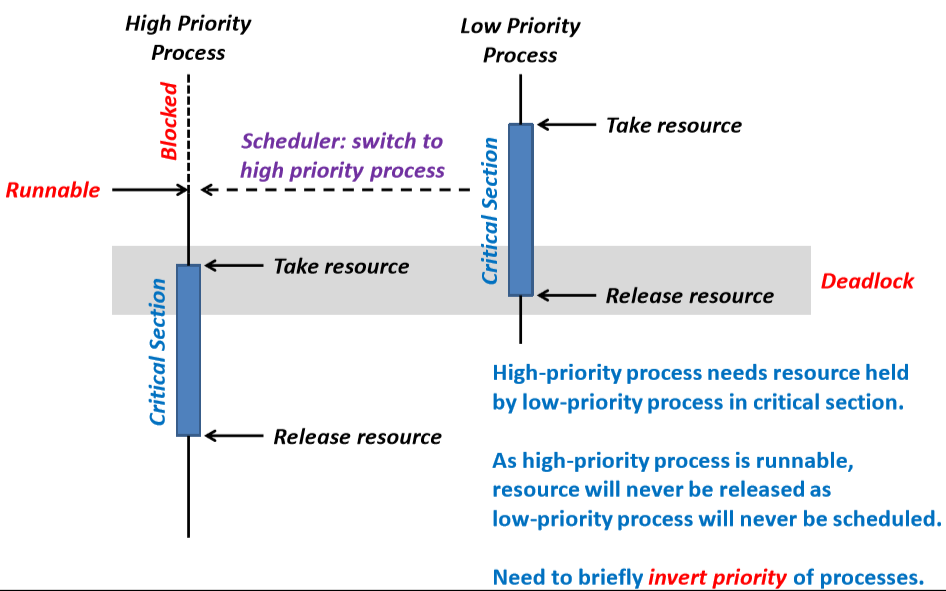 High Priority
Process
Low Priority
Process
Blocked
Take resource
Scheduler: switch to
high priority process
Runnable
Critical Section
Take resource
Deadlock
Release resource
Critical Section
High-priority process needs resource held
by low-priority process in critical section.
Release resource
As high-priority process is runnable,
resource will never be released as
low-priority process will never be scheduled.
Need to briefly invert priority of processes.